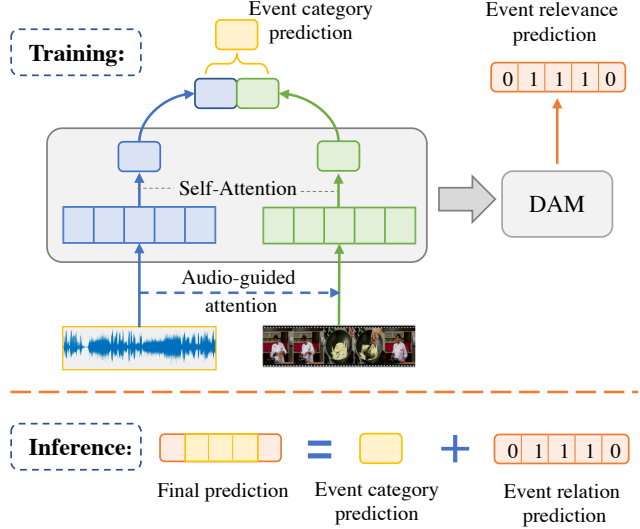 Event category
prediction
Event relevance
prediction
Training:
0 1 1 1 0
Self-Attention
DAM
Audio-guided
attention
Inference:
0 1 1 1 0
Final prediction
Event category
prediction
Event relation
prediction